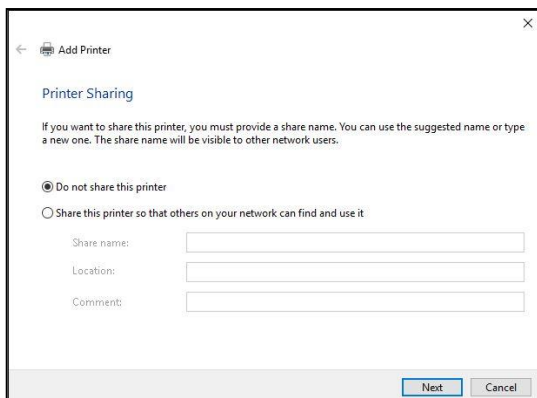 Add Printer
Printer Sharing
If you want to share this printer, you must provide a share name. You can use the suggested name or type
a new one. The share name will be visible to other network users.
Do not share this printer
Share this printer so that others on your network can find and use it
Share name:
Location:
Comment:
Next Cancel